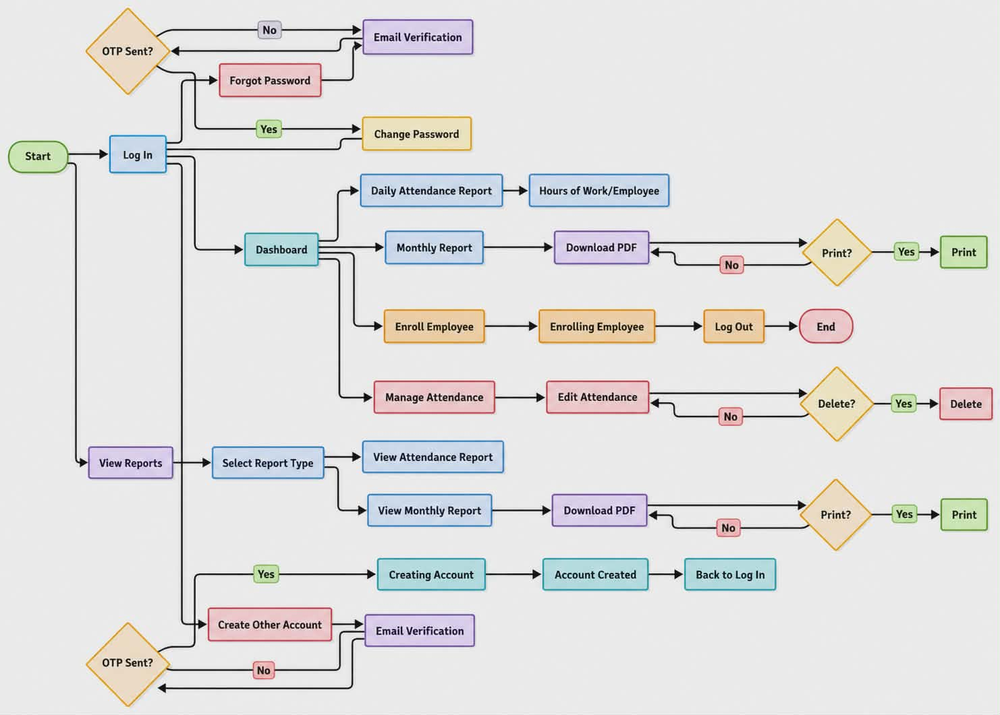 OTP Sent?
No
Email Verification
Forgot Password
Yes
Change Password
Start
Log In
Daily Attendance Report
Hours of Work/Employee
Dashboard
Monthly Report
Download PDF
No
Print?
Yes
Print
Enroll Employee
Enrolling Employee
Log Out
End
Manage Attendance
Edit Attendance
No
Delete?
Yes
Delete
View Reports
Select Report Type
View Attendance Report
View Monthly Report
Download PDF
No
Print?
Yes
Print
Yes
Creating Account
Account Created
Back to Log In
Create Other Account
Email Verification
OTP Sent?
No